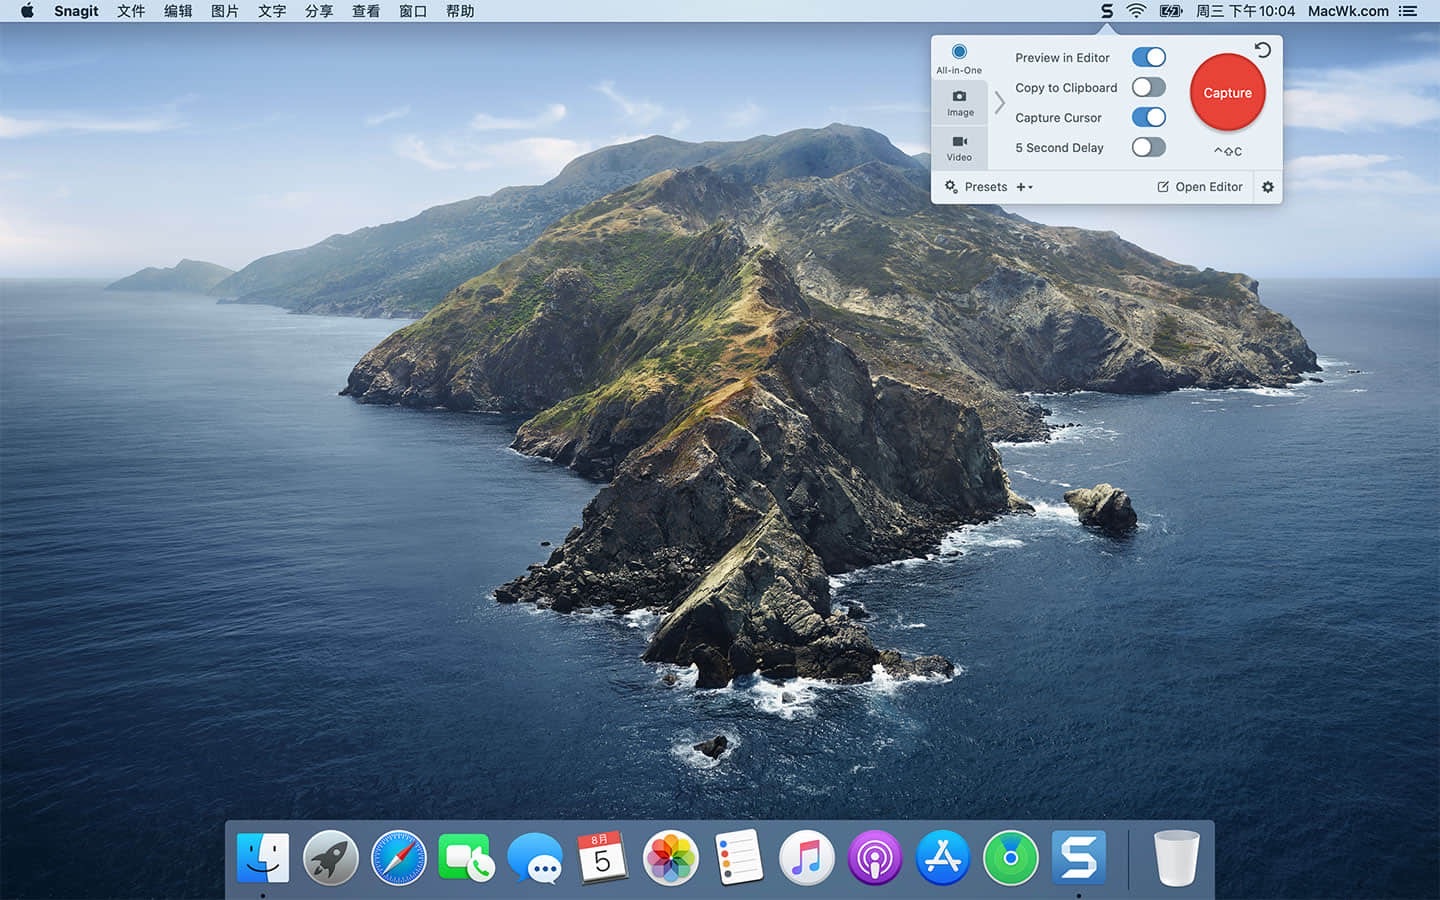 Snagit 文件 编辑 图片 文字 分享 查看 窗口 帮助 周三 下午10:04 MacWk.com
All-in-One
Image
Video
Preview in Editor
Copy to Clipboard
Capture Cursor
5 Second Delay
Capture
^⇧C
Presets +
Open Editor
8月
5